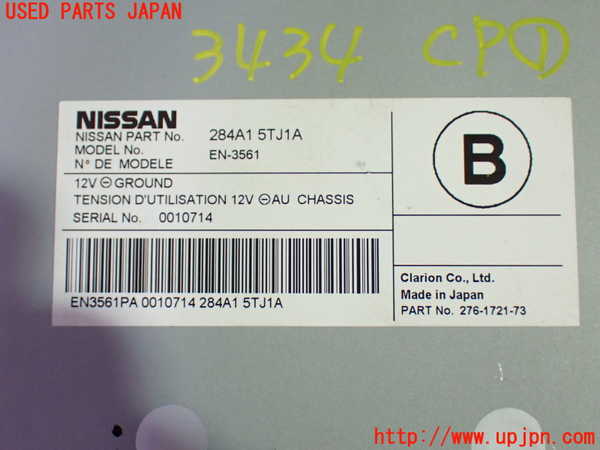 USED PARTS JAPAN
3434 CP①
NISSAN
NISSAN PART No. 284A1 5TJ1A
MODEL No. EN-3561
N° DE MODELE
B
12V ⊖ GROUND
TENSION D'UTILISATION 12V ⊖ AU CHASSIS
SERIAL No. 0010714
EN3561PA 0010714 284A1 5TJ1A
Clarion Co., Ltd.
Made in Japan
PART No. 276-1721-73
http://www.upjpn.com/